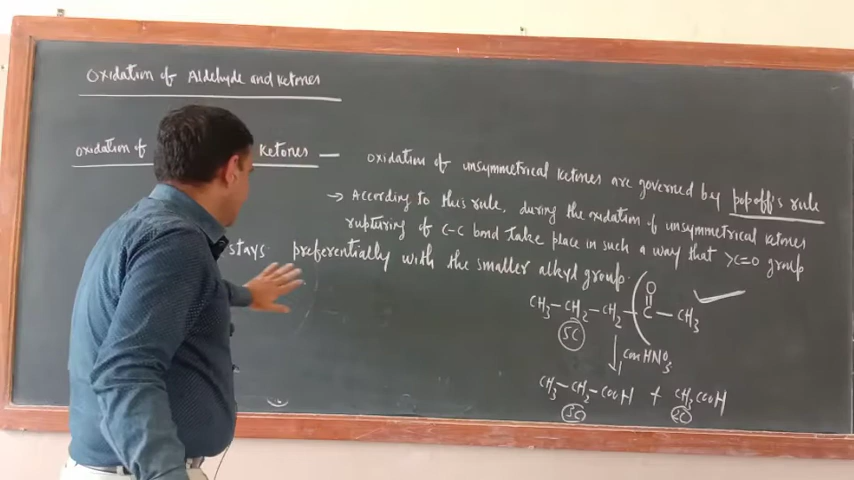 Oxidation of Aldehyde and ketones
oxidation of ketones — oxidation of unsymmetrical ketones are governed by popoff's rule
→ According to this rule, during the oxidation of unsymmetrical ketones
rupturing of C-C bond take place in such a way that >C=O group
stays preferentially with the smaller alkyl group.
O
CH3—CH2—CH2—C—CH3
5C
con HNO3
CH3—CH2—COOH + CH3COOH
3C 2C